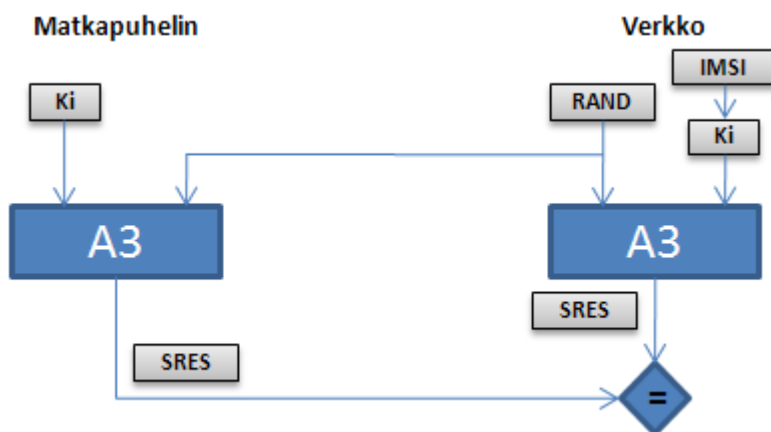 Matkapuhelin
Verkko
IMSI
Ki
RAND
Ki
A3
A3
SRES
SRES
=